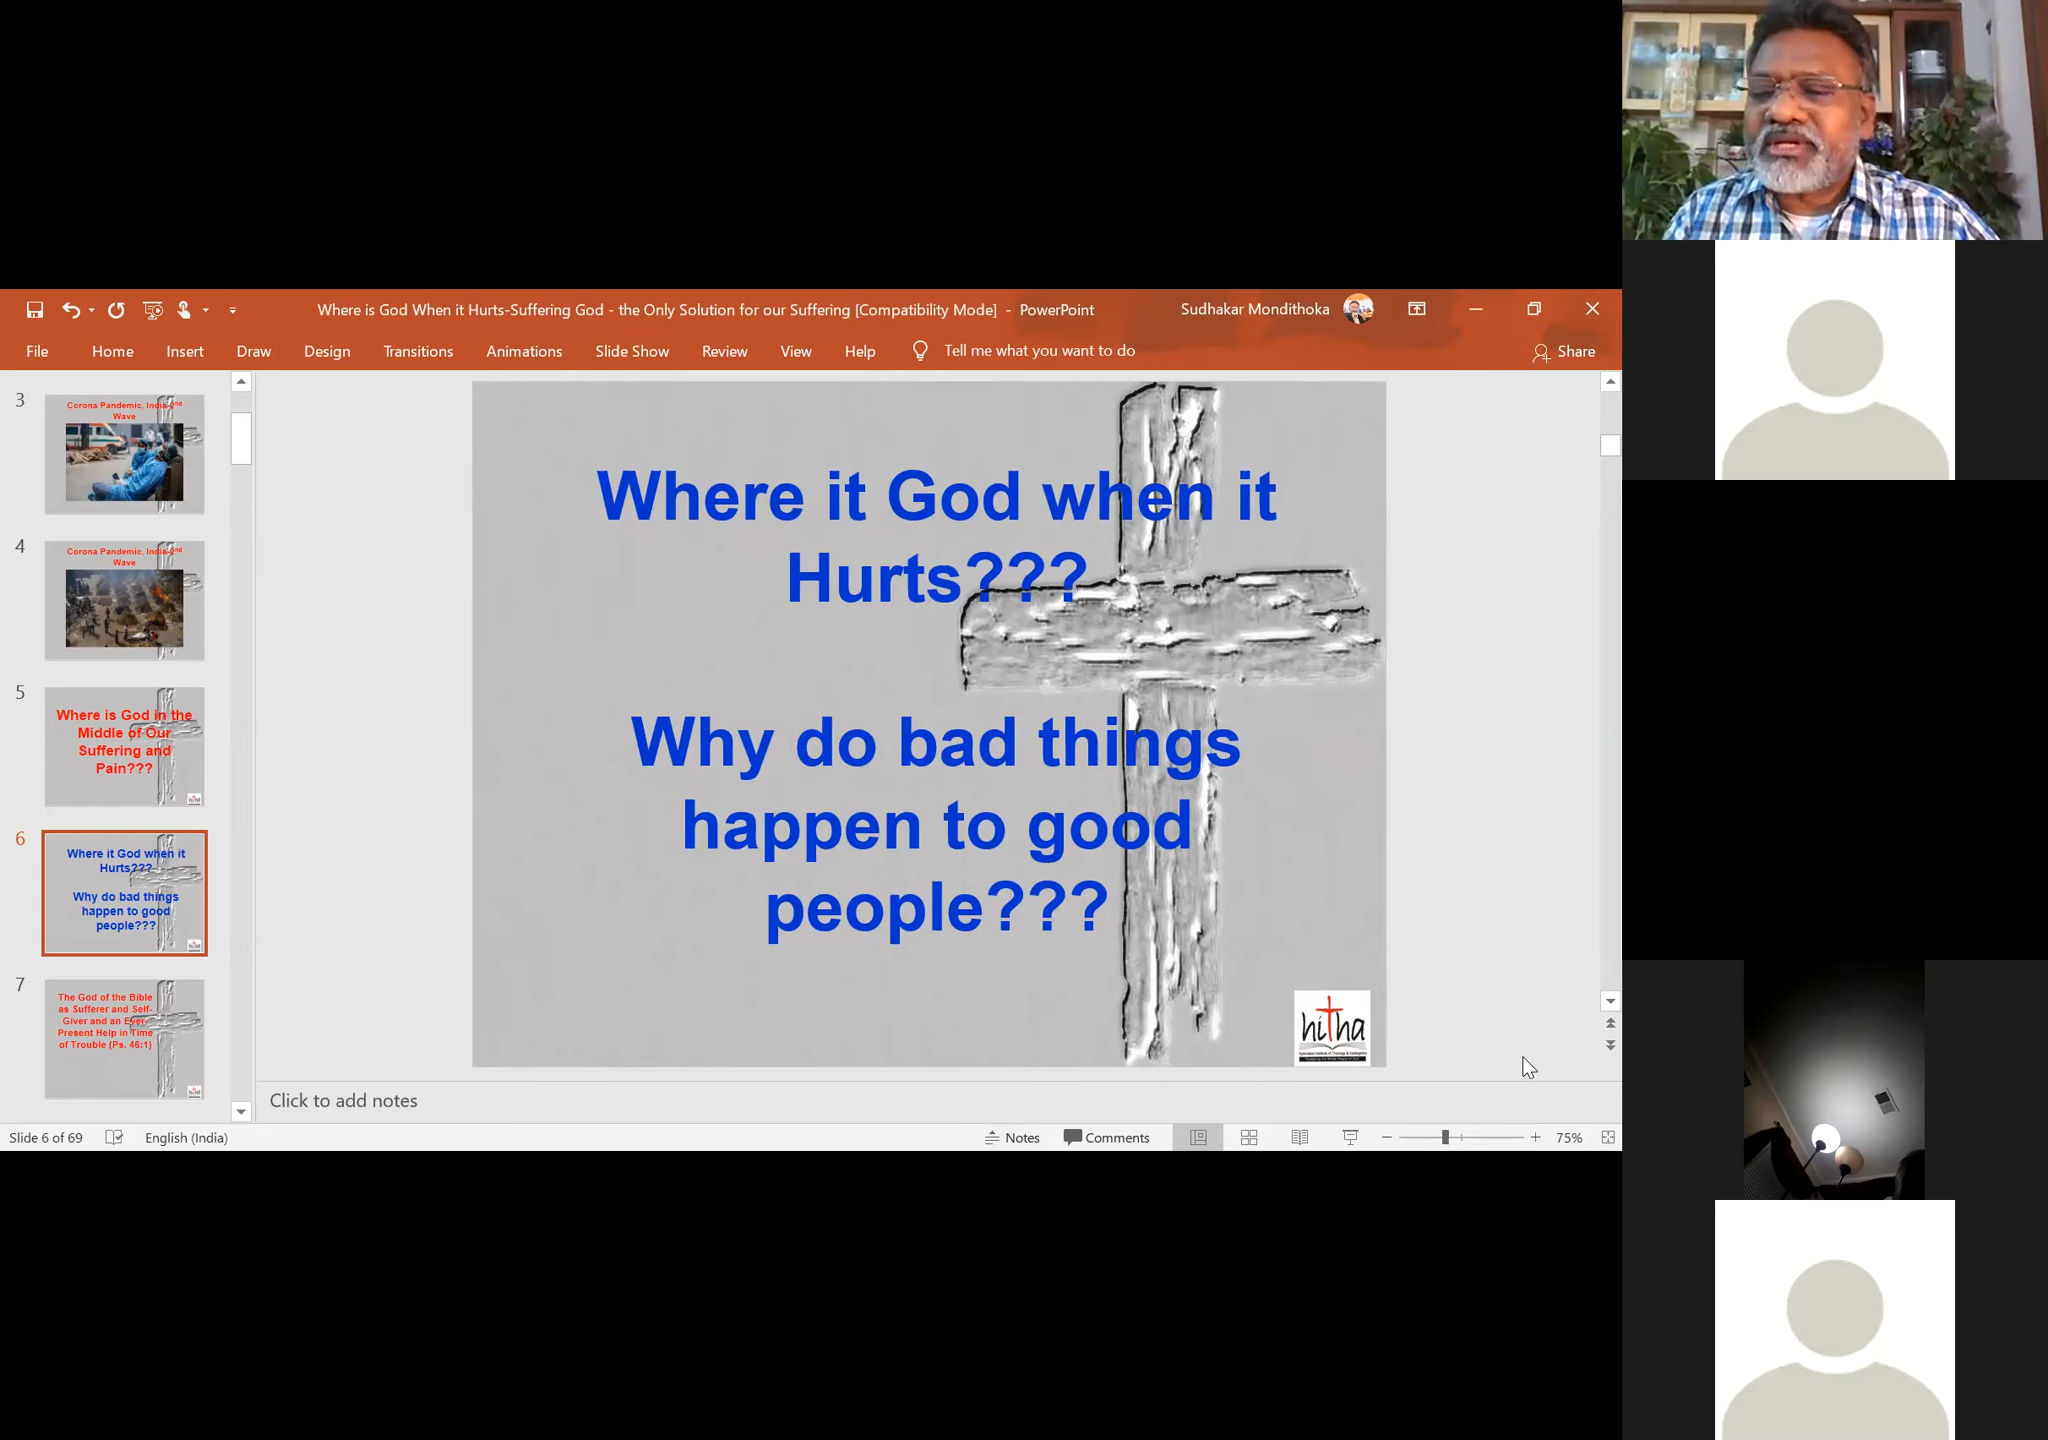 Where is God When it Hurts-Suffering God - the Only Solution for our Suffering [Compatibility Mode] - PowerPoint
Sudhakar Mondithoka
File Home Insert Draw Design Transitions Animations Slide Show Review View Help Tell me what you want to do
Share
3
Corona Pandemic, India-2nd
Wave
4
Corona Pandemic, India-2nd
Wave
5
Where is God in the
Middle of Our
Suffering and
Pain???
6
Where it God when it
Hurts???
Why do bad things
happen to good
people???
7
The God of the Bible
as Sufferer and Self-
Giver and an Ever-
Present Help in Time
of Trouble (Ps. 46:1)
Where it God when it
Hurts???
Why do bad things
happen to good
people???
hitha
Click to add notes
Slide 6 of 69
English (India)
Notes
Comments
75%